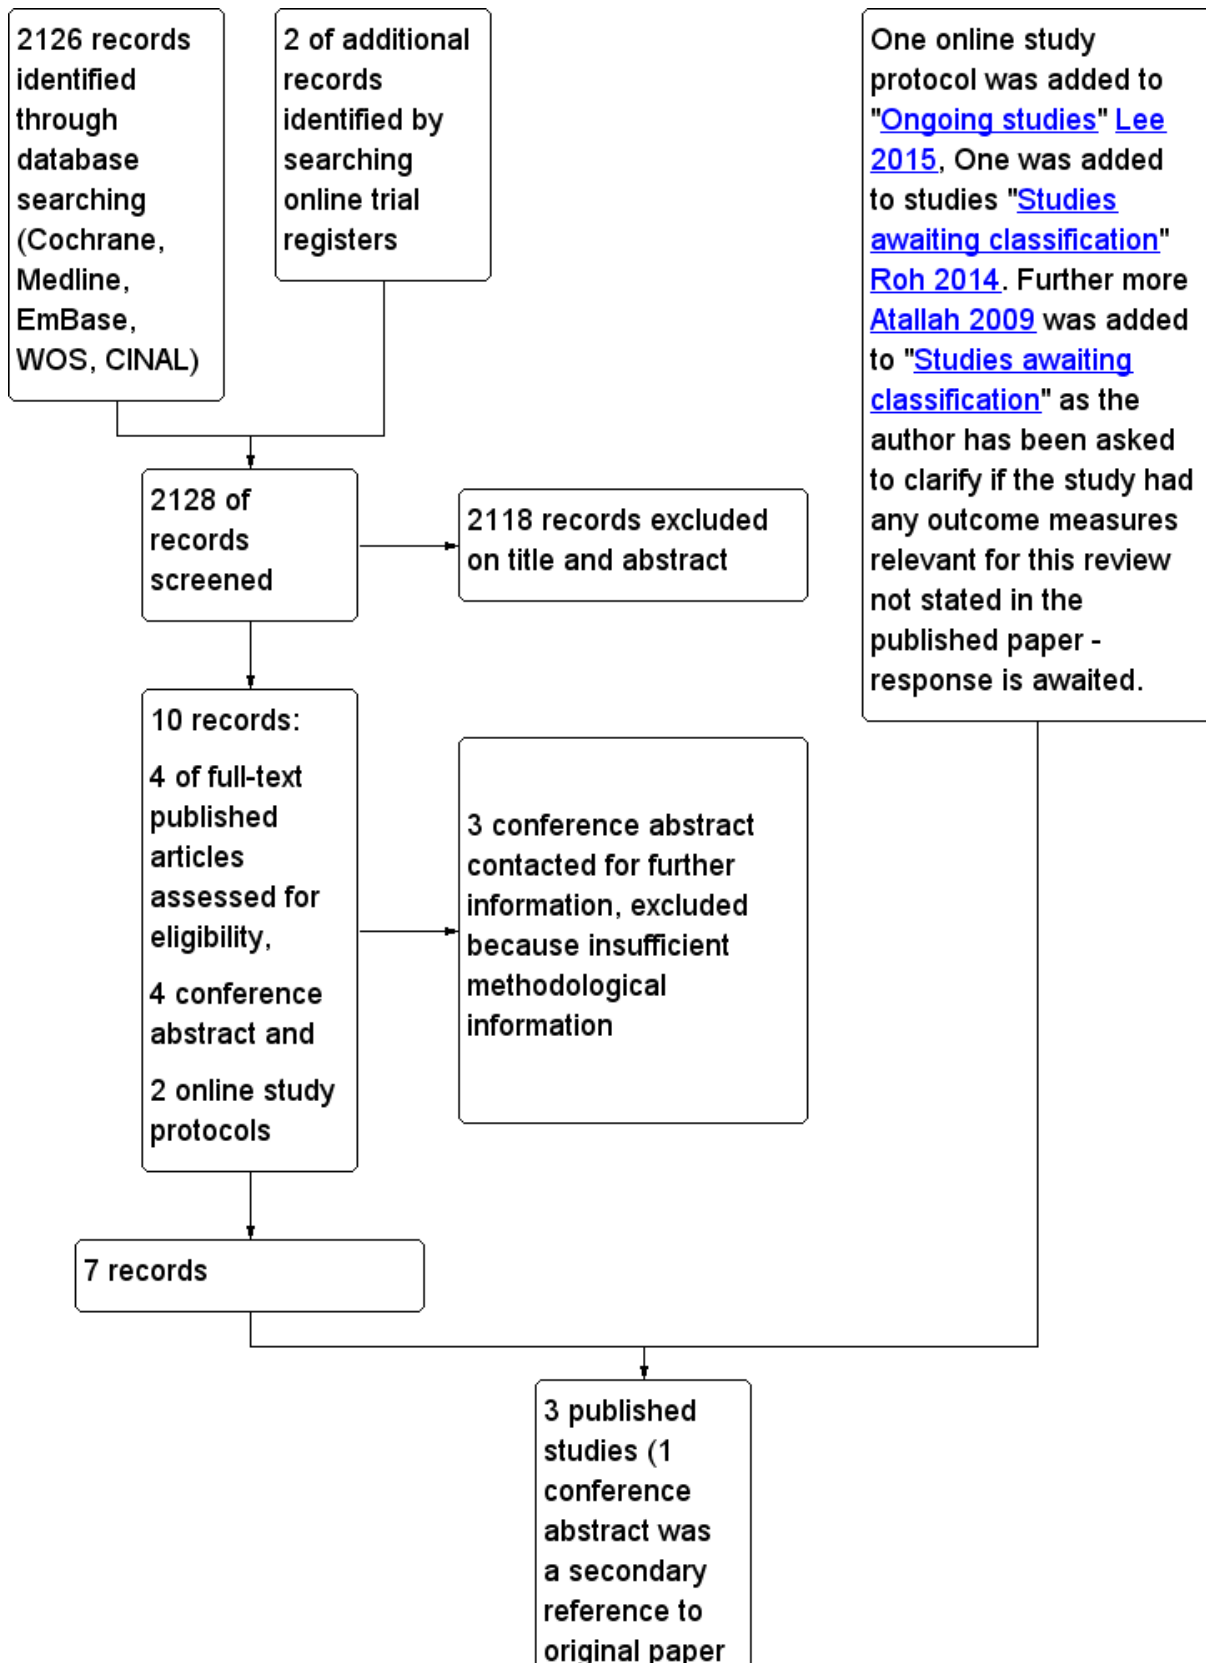 2126 records
identified
through
database
searching
(Cochrane,
Medline,
EmBase,
WOS, CINAL)
2 of additional
records
identified by
searching
online trial
registers
One online study
protocol was added to
"Ongoing studies" Lee
2015, One was added
to studies "Studies
awaiting classification"
Roh 2014. Further more
Atallah 2009 was added
to "Studies awaiting
classification" as the
author has been asked
to clarify if the study had
any outcome measures
relevant for this review
not stated in the
published paper -
response is awaited.
2128 of
records
screened
2118 records excluded
on title and abstract
10 records:
4 of full-text
published
articles
assessed for
eligibility,
4 conference
abstract and
2 online study
protocols
3 conference abstract
contacted for further
information, excluded
because insufficient
methodological
information
7 records
3 published
studies (1
conference
abstract was
a secondary
reference to
original paper